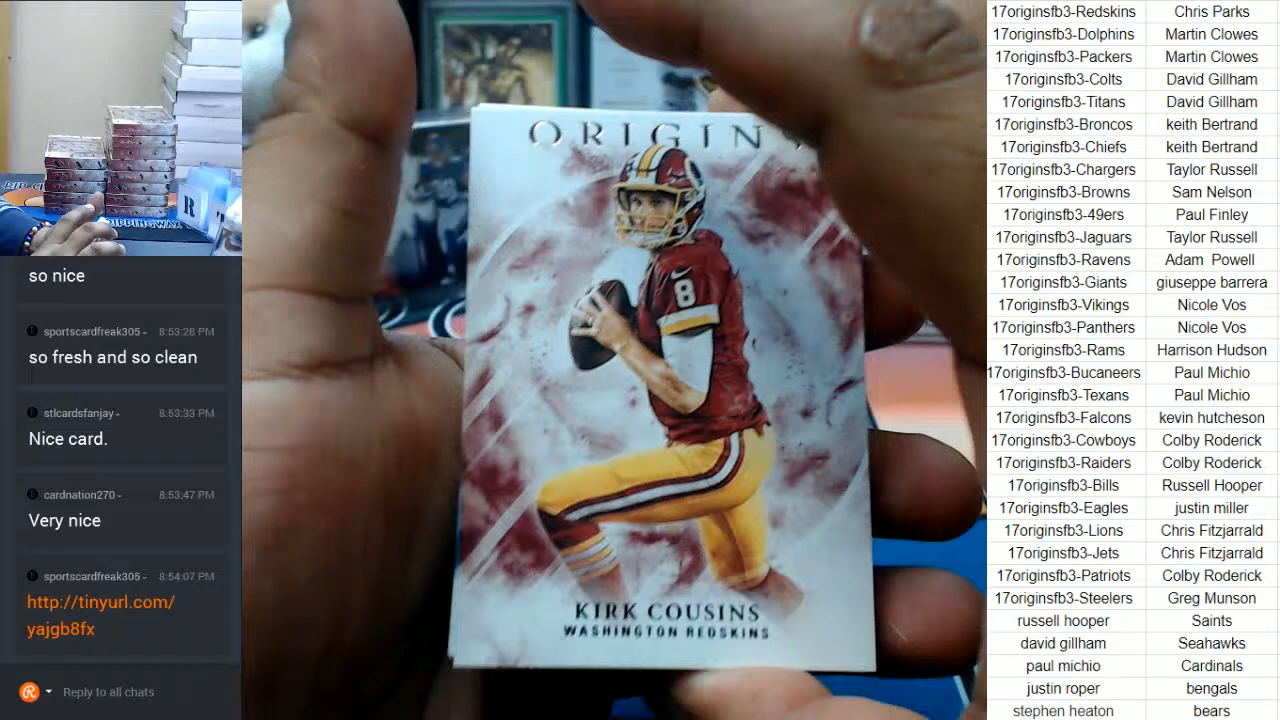 so nice
sportscardfreak305- 8:53:26 PM
so fresh and so clean
stlcardsfanjay- 8:53:33 PM
Nice card.
cardnation270- 8:53:47 PM
Very nice
sportscardfreak305- 8:54:07 PM
http://tinyurl.com/
yajgb8fx
Reply to all chats
RIPPINGWAX
R
ORIGIN
8
KIRK COUSINS
WASHINGTON REDSKINS
17originsfb3-Redskins Chris Parks
17originsfb3-Dolphins Martin Clowes
17originsfb3-Packers Martin Clowes
17originsfb3-Colts David Gillham
17originsfb3-Titans David Gillham
17originsfb3-Broncos keith Bertrand
17originsfb3-Chiefs keith Bertrand
17originsfb3-Chargers Taylor Russell
17originsfb3-Browns Sam Nelson
17originsfb3-49ers Paul Finley
17originsfb3-Jaguars Taylor Russell
17originsfb3-Ravens Adam Powell
17originsfb3-Giants giuseppe barrera
17originsfb3-Vikings Nicole Vos
17originsfb3-Panthers Nicole Vos
17originsfb3-Rams Harrison Hudson
17originsfb3-Bucaneers Paul Michio
17originsfb3-Texans Paul Michio
17originsfb3-Falcons kevin hutcheson
17originsfb3-Cowboys Colby Roderick
17originsfb3-Raiders Colby Roderick
17originsfb3-Bills Russell Hooper
17originsfb3-Eagles justin miller
17originsfb3-Lions Chris Fitzjarrald
17originsfb3-Jets Chris Fitzjarrald
17originsfb3-Patriots Colby Roderick
17originsfb3-Steelers Greg Munson
russell hooper Saints
david gillham Seahawks
paul michio Cardinals
justin roper bengals
stephen heaton bears